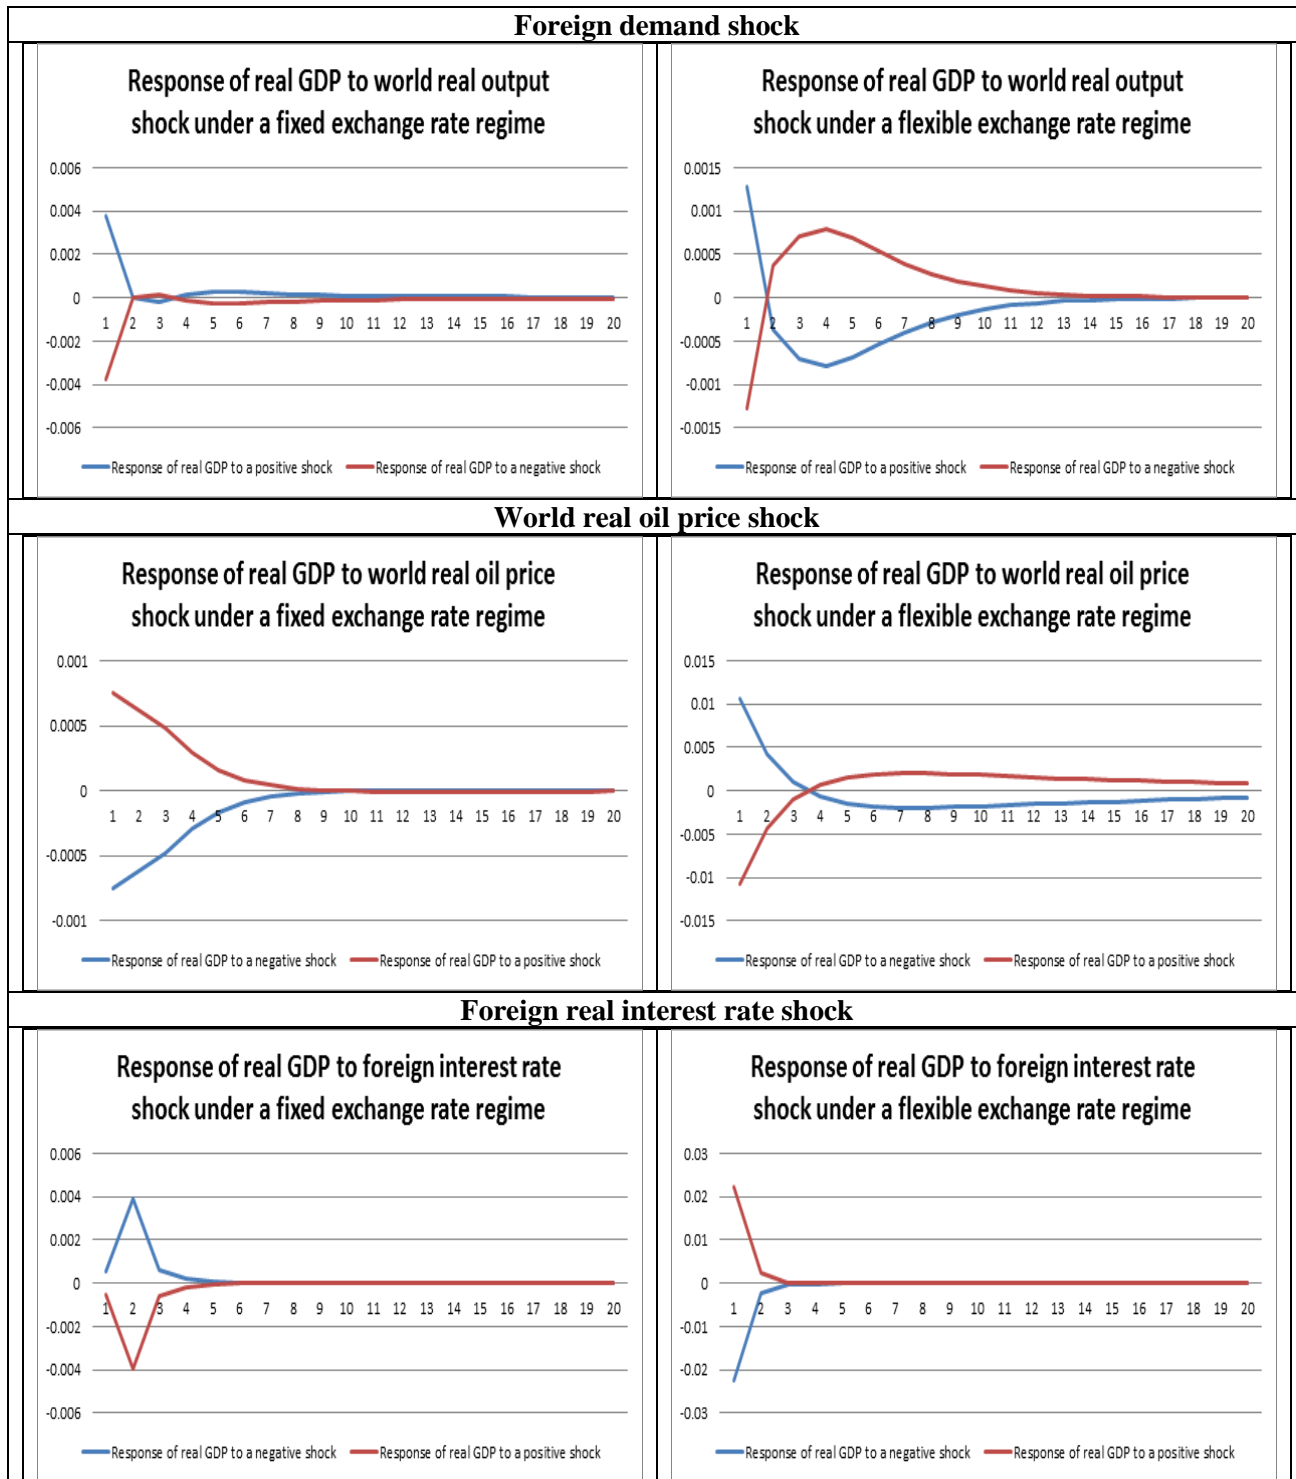 Foreign demand shock
Response of real GDP to world real output
shock under a fixed exchange rate regime
0.006
0.004
0.002
0
-0.002
-0.004
-0.006
1 2 3 4 5 6 7 8 9 10 11 12 13 14 15 16 17 18 19 20
Response of real GDP to a positive shock Response of real GDP to a negative shock
Response of real GDP to world real output
shock under a flexible exchange rate regime
0.0015
0.001
0.0005
0
-0.0005
-0.001
-0.0015
1 2 3 4 5 6 7 8 9 10 11 12 13 14 15 16 17 18 19 20
Response of real GDP to a positive shock Response of real GDP to a negative shock
World real oil price shock
Response of real GDP to world real oil price
shock under a fixed exchange rate regime
0.001
0.0005
0
-0.0005
-0.001
1 2 3 4 5 6 7 8 9 10 11 12 13 14 15 16 17 18 19 20
Response of real GDP to a negative shock Response of real GDP to a positive shock
Response of real GDP to world real oil price
shock under a flexible exchange rate regime
0.015
0.01
0.005
0
-0.005
-0.01
-0.015
1 2 3 4 5 6 7 8 9 10 11 12 13 14 15 16 17 18 19 20
Response of real GDP to a negative shock Response of real GDP to a positive shock
Foreign real interest rate shock
Response of real GDP to foreign interest rate
shock under a fixed exchange rate regime
0.006
0.004
0.002
0
-0.002
-0.004
-0.006
1 2 3 4 5 6 7 8 9 10 11 12 13 14 15 16 17 18 19 20
Response of real GDP to a negative shock Response of real GDP to a positive shock
Response of real GDP to foreign interest rate
shock under a flexible exchange rate regime
0.03
0.02
0.01
0
-0.01
-0.02
-0.03
1 2 3 4 5 6 7 8 9 10 11 12 13 14 15 16 17 18 19 20
Response of real GDP to a negative shock Response of real GDP to a positive shock